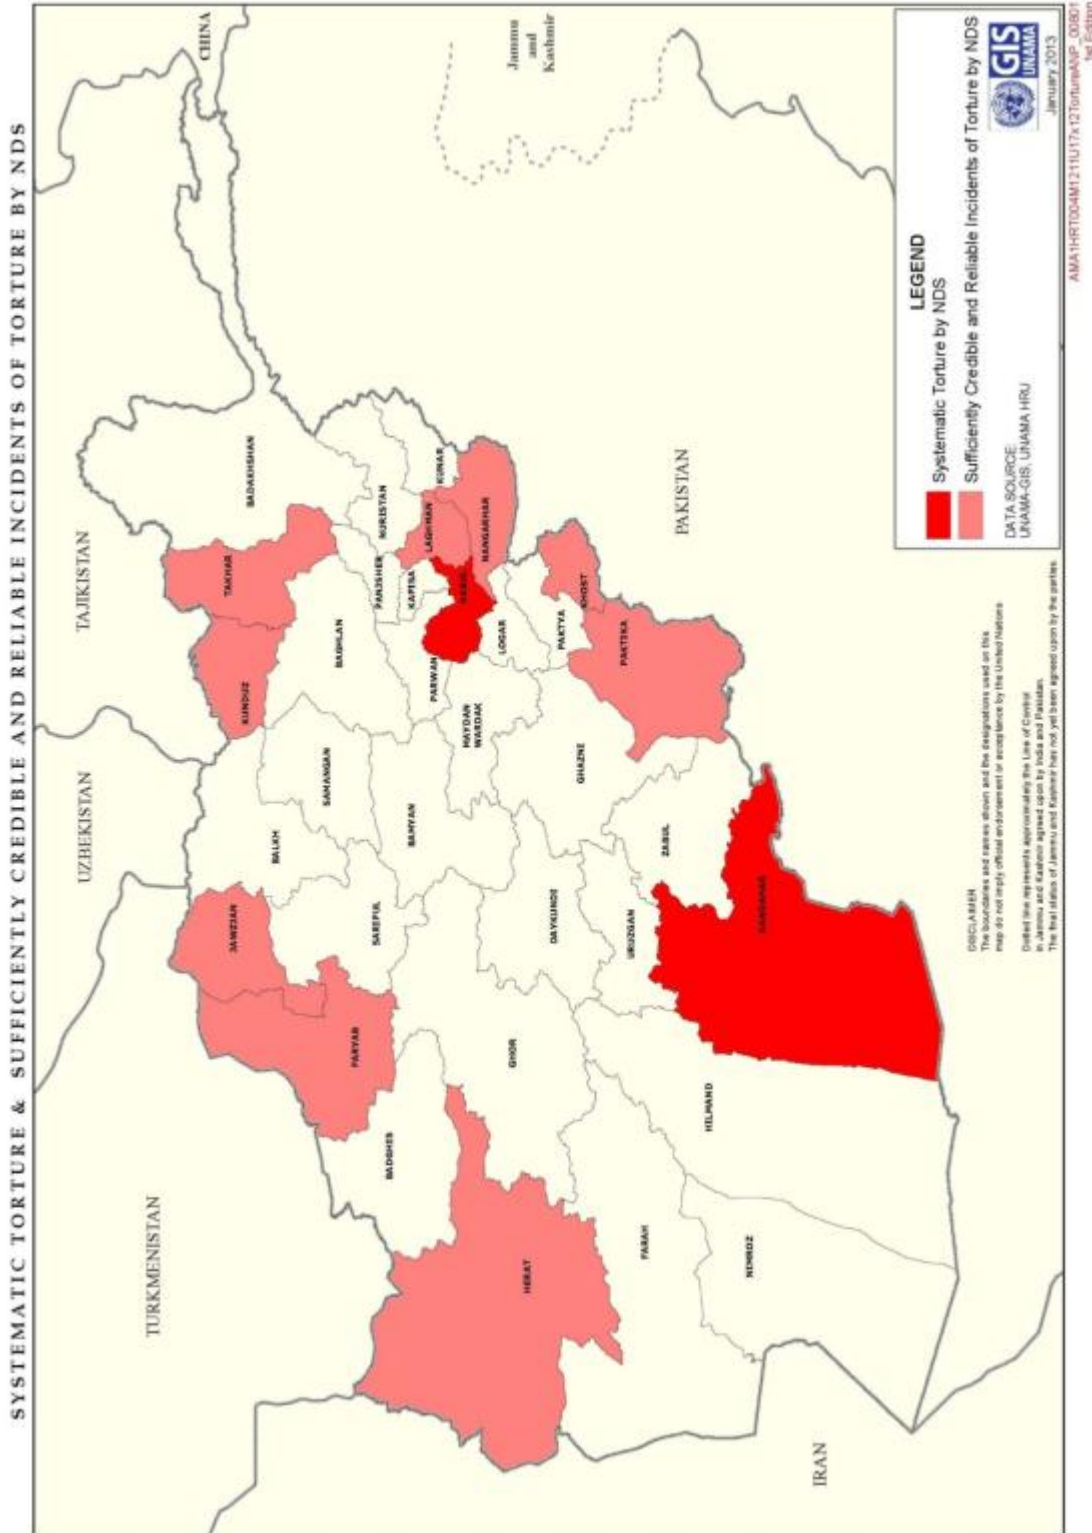 SYSTEMATIC TORTURE & SUFFICIENTLY CREDIBLE AND RELIABLE INCIDENTS OF TORTURE BY NDS
CHINA
TAJIKISTAN
UZBEKISTAN
TURKMENISTAN
Jammu
and
Kashmir
BADAKHSHAN
TAKHAR
KUNDUZ
BALKH
JAWZJAN
BAGHLAN
SAMANGAN
SAREPUL
FARYAB
NURISTAN
KUNAR
PANJSHER
KAPISA
LAGHMAN
NANGARHAR
KABUL
PARWAN
MAYDAN
WARDAK
BAMYAN
BADGHES
LOGAR
PAKTYA
KHOST
PAKTIKA
GHAZNE
DAYKUNDI
GHOR
HERAT
URUZGAN
ZABUL
KANDAHAR
HELMAND
FARAH
NIMROZ
PAKISTAN
IRAN
LEGEND
Systematic Torture by NDS
Sufficiently Credible and Reliable Incidents of Torture by NDS
DATA SOURCE:
UNAMA-GIS, UNAMA HRU
GIS
UNAMA
January 2013
DISCLAIMER
The boundaries and names shown and the designations used on this
map do not imply official endorsement or acceptance by the United Nations
Dotted line represents approximately the Line of Control
in Jammu and Kashmir agreed upon by India and Pakistan.
The final status of Jammu and Kashmir has not yet been agreed upon by the parties.
AMA1HRT004M1211U17x12TortureANP_00801
1st Edition